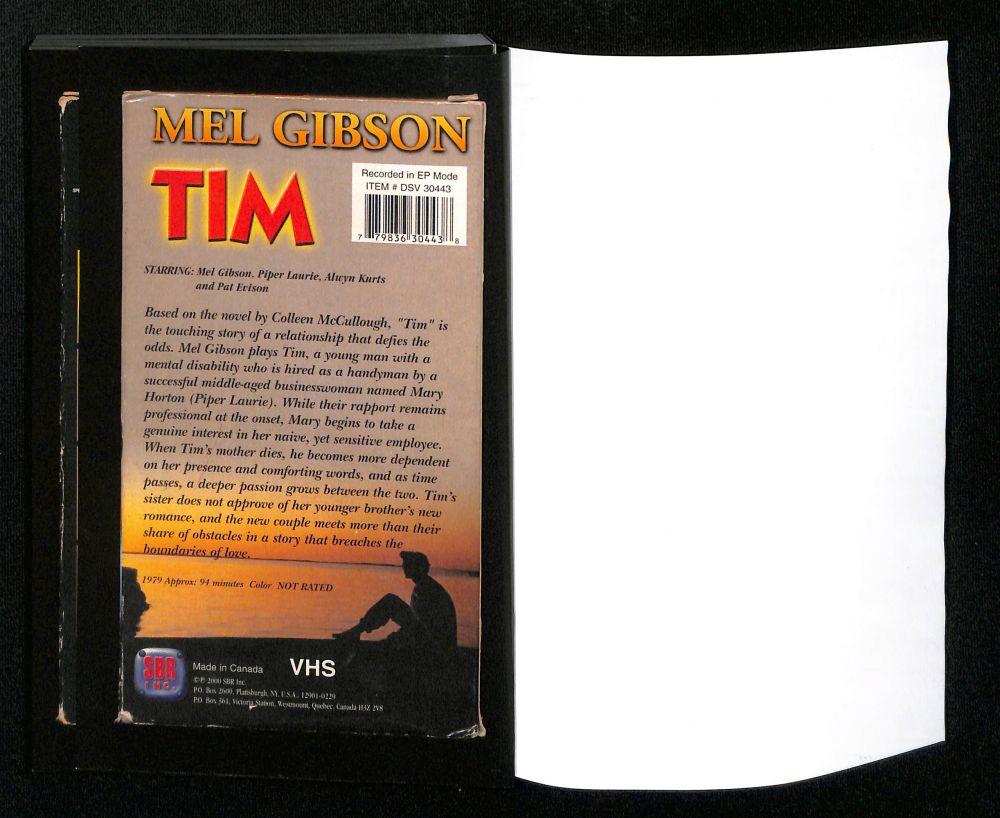 MEL GIBSON
TIM
Recorded in EP Mode
ITEM # DSV 30443
7 79836 30443 8
STARRING: Mel Gibson, Piper Laurie, Alwyn Kurts
and Pat Evison
Based on the novel by Colleen McCullough, "Tim" is
the touching story of a relationship that defies the
odds. Mel Gibson plays Tim, a young man with a
mental disability who is hired as a handyman by a
successful middle-aged businesswoman named Mary
Horton (Piper Laurie). While their rapport remains
professional at the onset, Mary begins to take a
genuine interest in her naive, yet sensitive employee.
When Tim's mother dies, he becomes more dependent
on her presence and comforting words, and as time
passes, a deeper passion grows between the two. Tim's
sister does not approve of her younger brother's new
romance, and the new couple meets more than their
share of obstacles in a story that breaches the
boundaries of love.
1979 Approx: 94 minutes Color NOT RATED
SBR
INC.
Made in Canada VHS
©℗ 2000 SBR Inc.
P.O. Box 2600, Plattsburgh, NY, U.S.A. 12901-0229
P.O. Box 361, Victoria Station, Westmount, Quebec, Canada H3Z 2V8